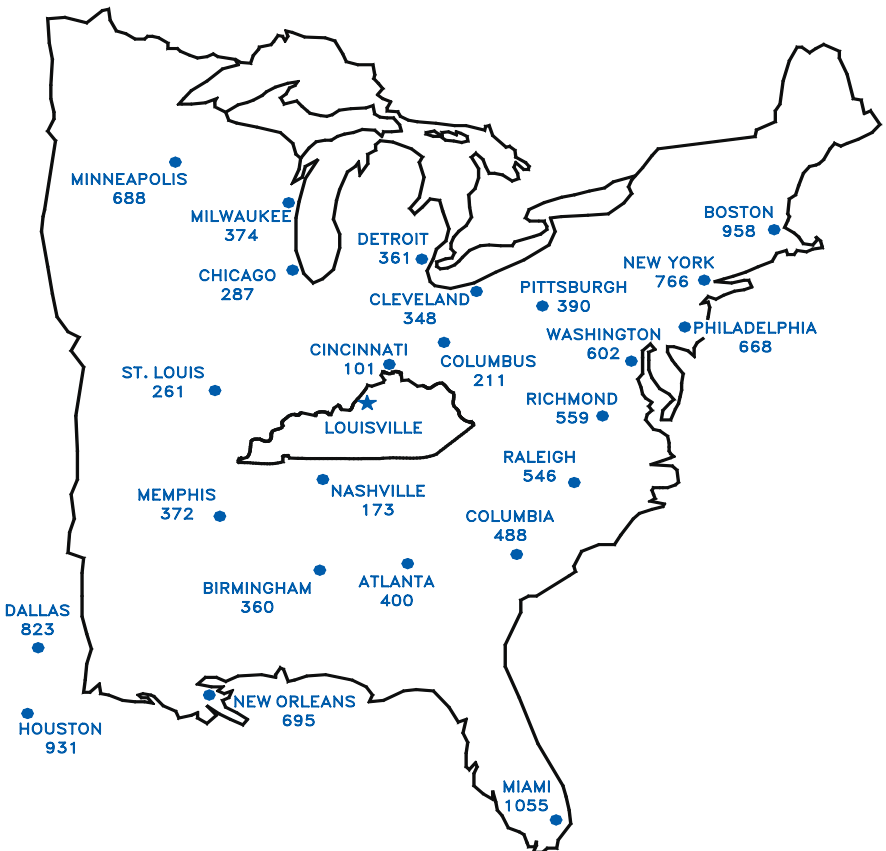 MINNEAPOLIS
688
MILWAUKEE
374
CHICAGO
287
DETROIT
361
CLEVELAND
348
PITTSBURGH
390
BOSTON
958
NEW YORK
766
PHILADELPHIA
668
WASHINGTON
602
CINCINNATI
101
COLUMBUS
211
ST. LOUIS
261
RICHMOND
559
LOUISVILLE
RALEIGH
546
NASHVILLE
173
MEMPHIS
372
COLUMBIA
488
BIRMINGHAM
360
ATLANTA
400
DALLAS
823
NEW ORLEANS
695
HOUSTON
931
MIAMI
1055